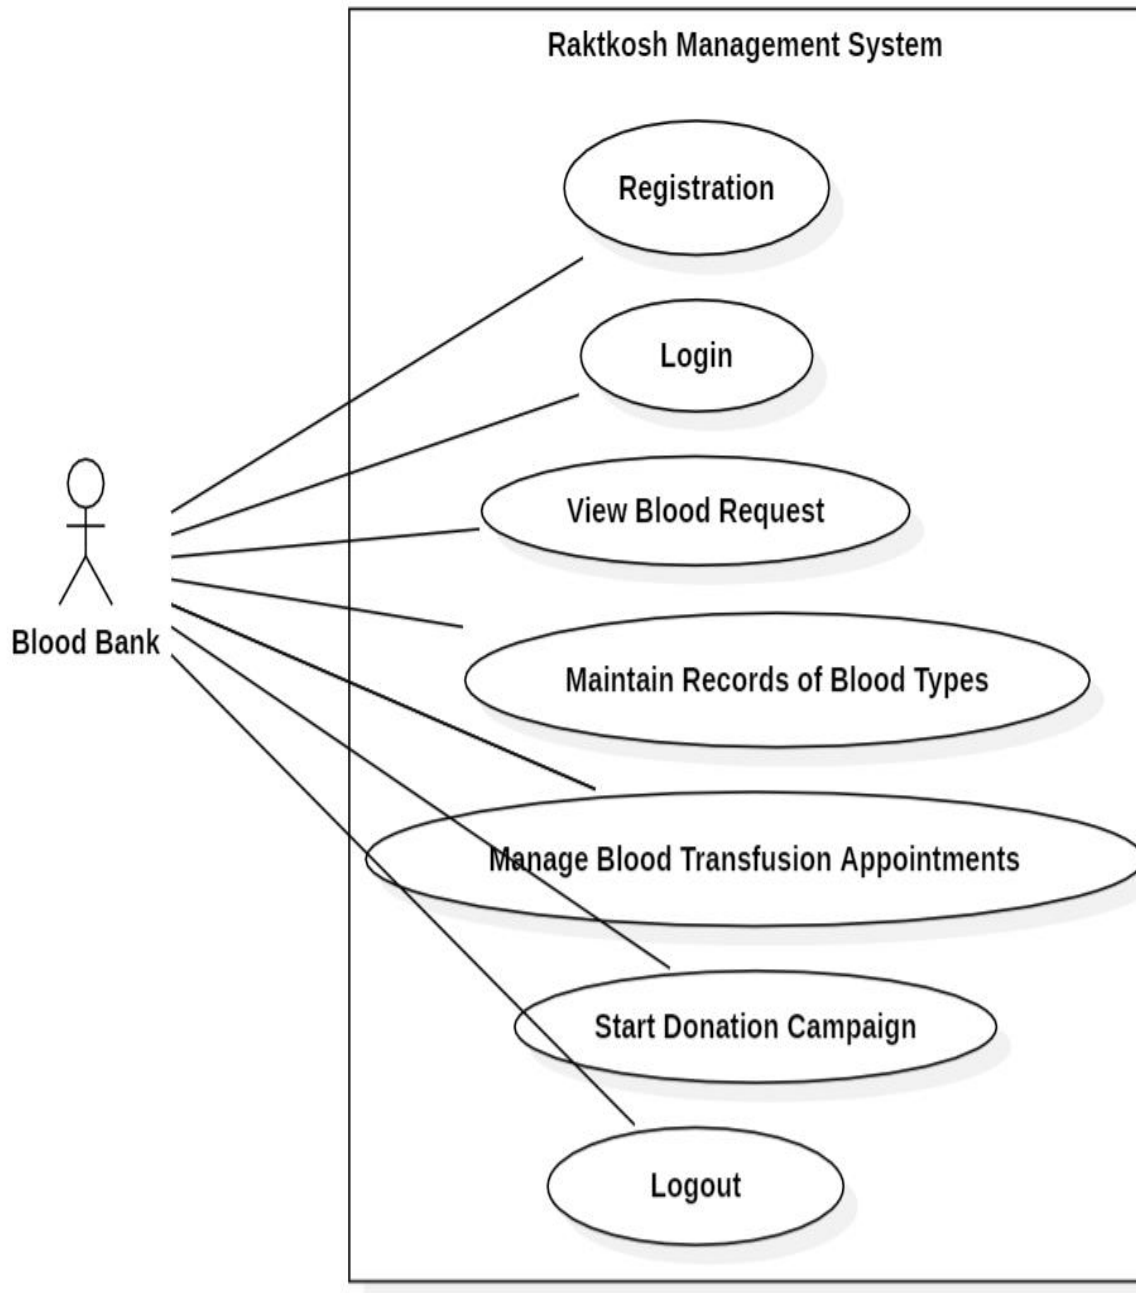 Raktkosh Management System
Registration
Login
View Blood Request
Blood Bank
Maintain Records of Blood Types
Manage Blood Transfusion Appointments
Start Donation Campaign
Logout